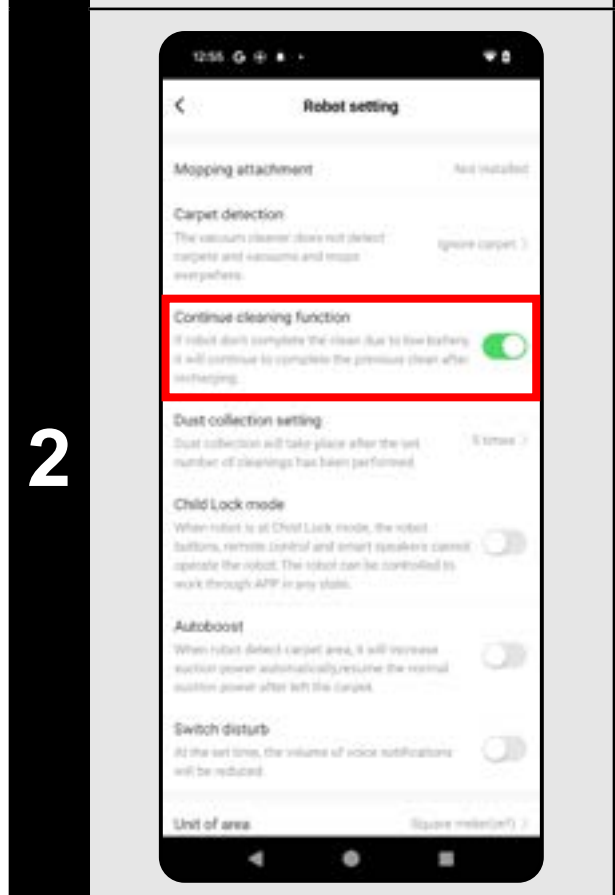 2
12:55 G
Robot setting
Mopping attachment
Not installed
Carpet detection
The vacuum cleaner does not detect
carpets and vacuums and mops
everywhere.
Ignore carpet >
Continue cleaning function
If robot don't complete the clean due to low battery,
it will continue to complete the previous clean after
recharging.
Dust collection setting
Dust collection will take place after the set
number of cleanings has been performed
5 times >
Child Lock mode
When robot is at Child Lock mode, the robot
buttons, remote control and smart speakers cannot
operate the robot. The robot can be controlled to
work through APP in any state.
Autoboost
When robot detect carpet area, it will increase
suction power automatically,resume the normal
suction power after left the carpet.
Switch disturb
At the set time, the volume of voice notifications
will be reduced
Unit of area
Square meter(㎡) >